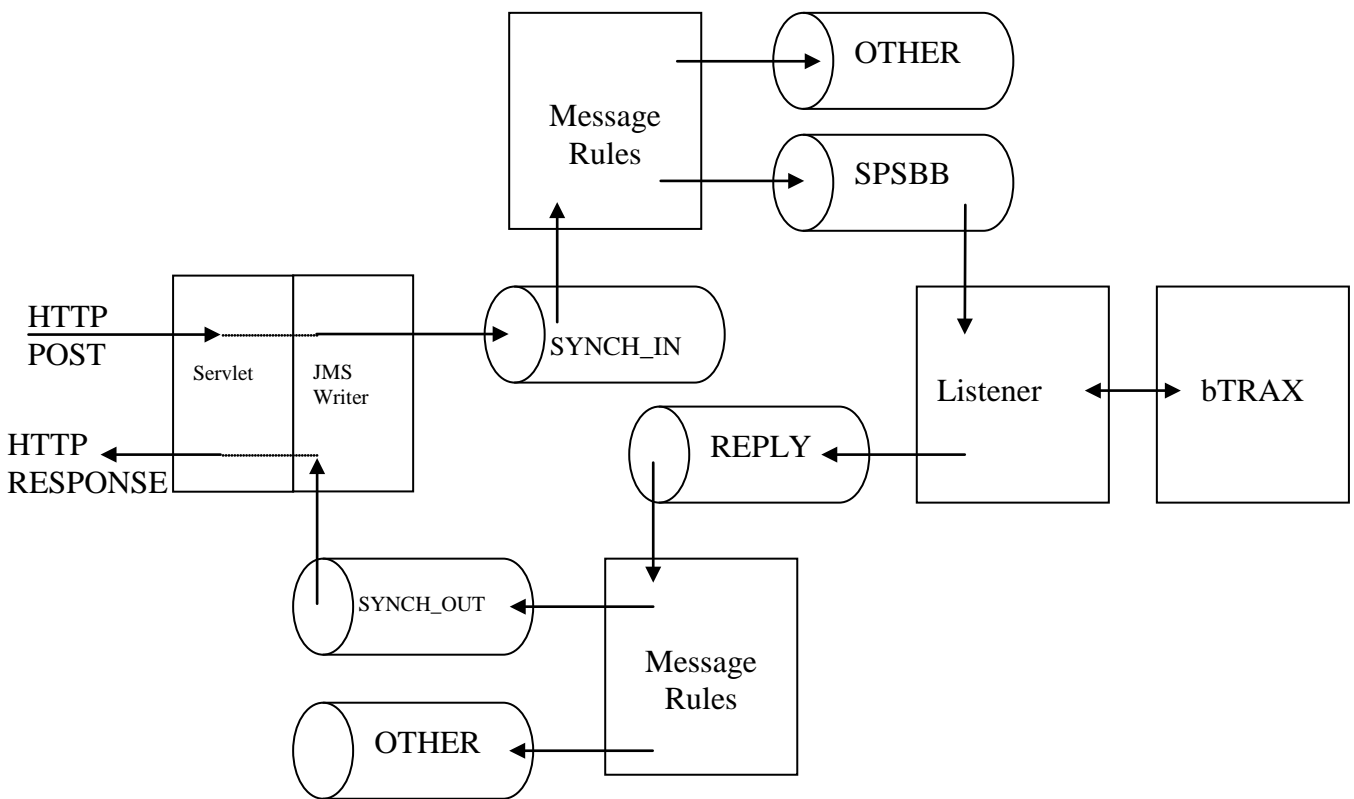 OTHER
Message
Rules
SPSBB
HTTP
POST
Servlet
JMS
Writer
SYNCH_IN
Listener
bTRAX
HTTP
RESPONSE
REPLY
SYNCH_OUT
Message
Rules
OTHER